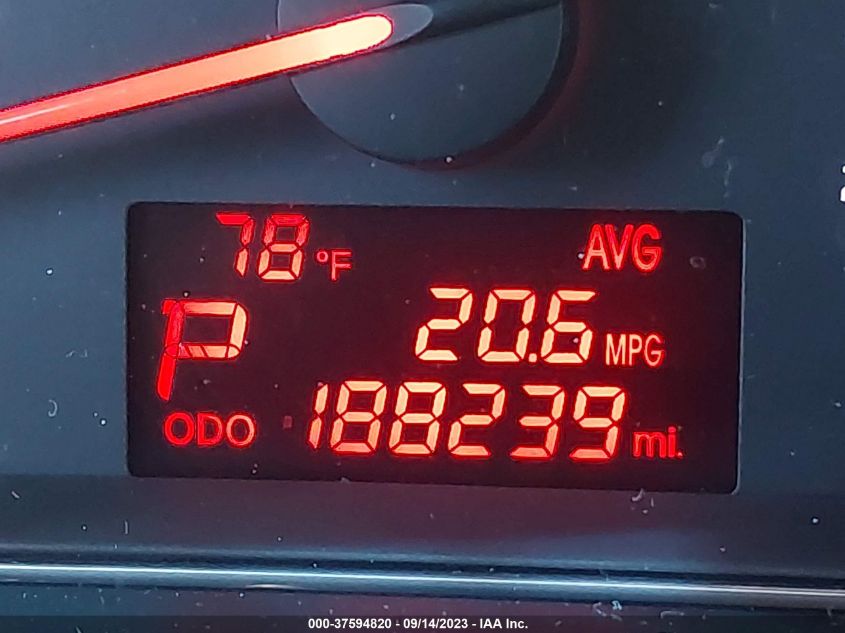 78 °F AVG
P 20.6 MPG
ODO 188239 mi.
000-37594820 - 09/14/2023 - IAA Inc.